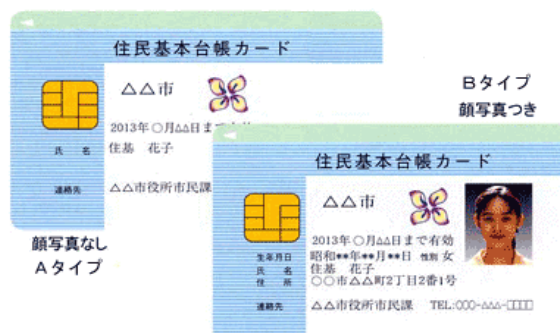 住民基本台帳カード
△△市
2013年○月△△日ま
氏 名
住基 花子
連絡先
△△市役所市民課
顔写真なし
Aタイプ
Bタイプ
顔写真つき
住民基本台帳カード
△△市
2013年○月△△日まで有効
生年月日 昭和**年**月**日 性別 女
氏 名 住基 花子
住 所 ○○市△△町2丁目2番1号
連絡先 △△市役所市民課 TEL:○○○-△△△-□□□□